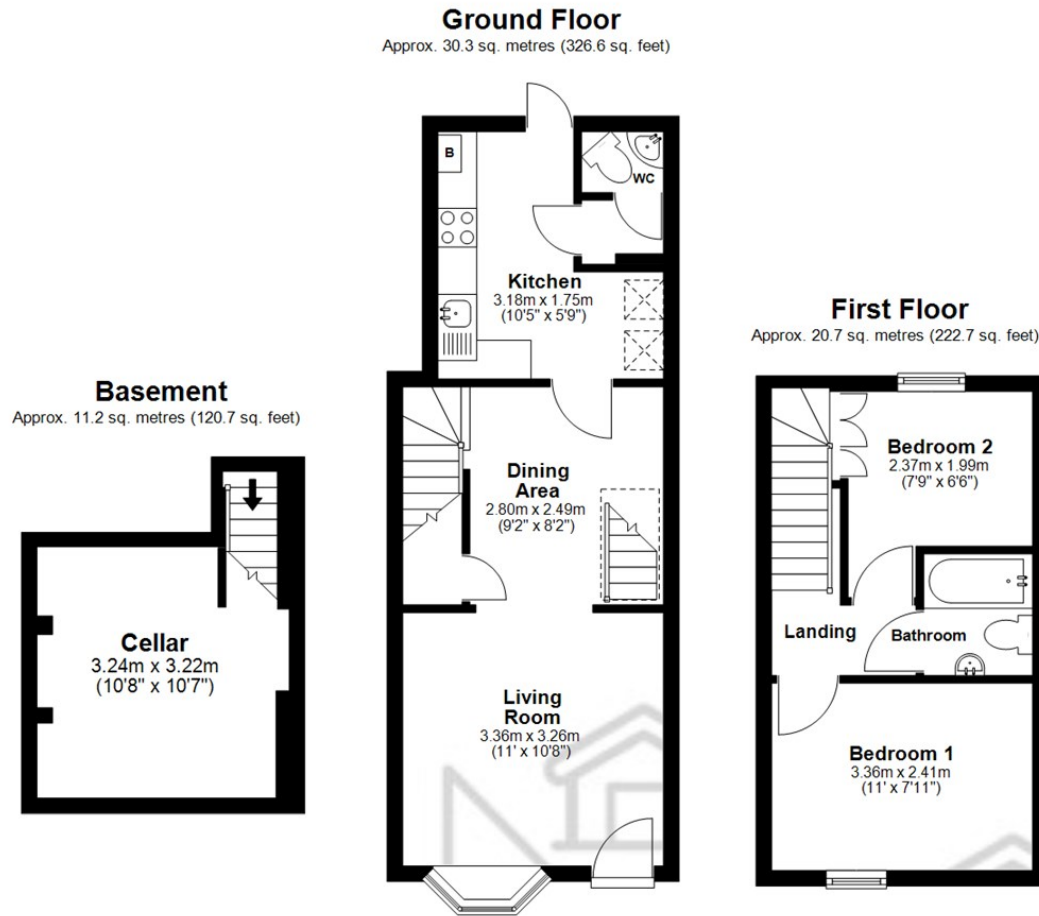 Ground Floor
Approx. 30.3 sq. metres (326.6 sq. feet)
B
WC
Kitchen
3.18m x 1.75m
(10'5" x 5'9")
Dining
Area
2.80m x 2.49m
(9'2" x 8'2")
Living
Room
3.36m x 3.26m
(11' x 10'8")
Basement
Approx. 11.2 sq. metres (120.7 sq. feet)
Cellar
3.24m x 3.22m
(10'8" x 10'7")
First Floor
Approx. 20.7 sq. metres (222.7 sq. feet)
Bedroom 2
2.37m x 1.99m
(7'9" x 6'6")
Landing
Bathroom
Bedroom 1
3.36m x 2.41m
(11' x 7'11")